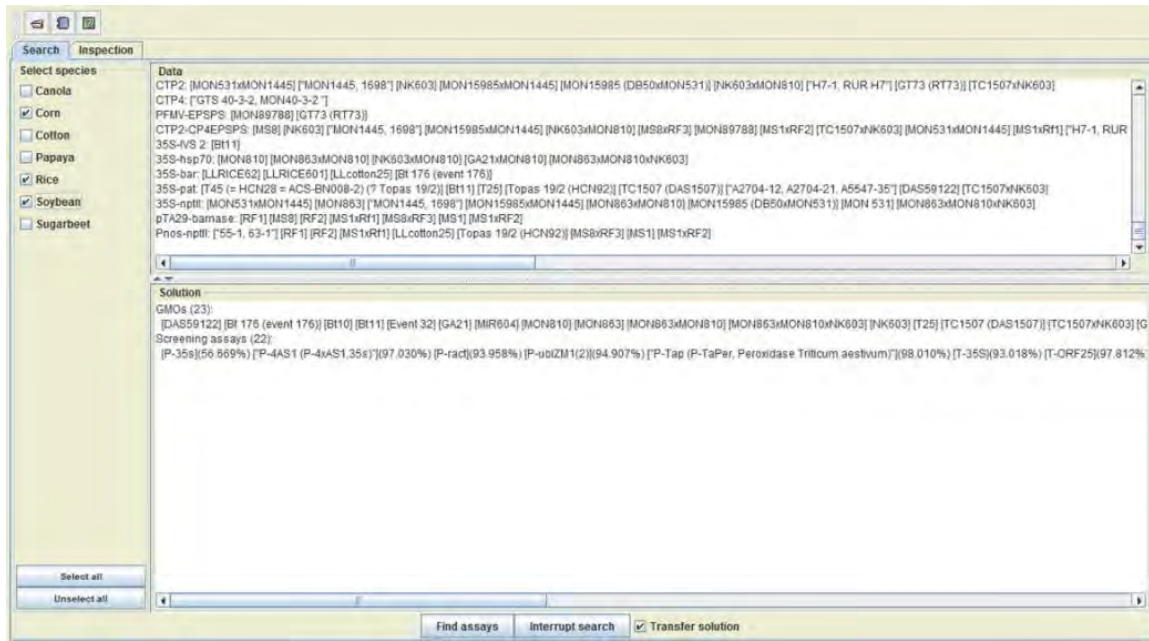 Search Inspection
Select species
Canola
Corn
Cotton
Papaya
Rice
Soybean
Sugarbeet
Select all
Unselect all
Data
CTP2: [MON531xMON1445] ["MON1445, 1698"] [NK603] [MON15985xMON1445] [MON15985 (DB50xMON531)] [NK603xMON810] ["H7-1, RUR H7"] [GT73 (RT73)] [TC1507xNK603]
CTP4: ["GTS 40-3-2, MON40-3-2 "]
PFMV-EPSPS: [MON89788] [GT73 (RT73)]
CTP2-CP4EPSPS: [MS8] [NK603] ["MON1445, 1698"] [MON15985xMON1445] [NK603xMON810] [MS8xRF3] [MON89788] [MS1xRF2] [TC1507xNK603] [MON531xMON1445] [MS1xRf1] ["H7-1, RUR
35S-IVS 2: [Bt11]
35S-hsp70: [MON810] [MON863xMON810] [NK603xMON810] [GA21xMON810] [MON863xMON810xNK603]
35S-bar: [LLRICE62] [LLRICE601] [LLcotton25] [Bt 176 (event 176)]
35S-pat: [T45 (= HCN28 = ACS-BN008-2) (? Topas 19/2)] [Bt11] [T25] [Topas 19/2 (HCN92)] [TC1507 (DAS1507)] ["A2704-12, A2704-21, A5547-35"] [DAS59122] [TC1507xNK603]
35S-nptII: [MON531xMON1445] [MON863] ["MON1445, 1698"] [MON15985xMON1445] [MON863xMON810] [MON15985 (DB50xMON531)] [MON 531] [MON863xMON810xNK603]
pTA29-barnase: [RF1] [MS8] [RF2] [MS1xRf1] [MS8xRF3] [MS1] [MS1xRF2]
Pnos-nptII: ["55-1, 63-1"] [RF1] [RF2] [MS1xRf1] [LLcotton25] [Topas 19/2 (HCN92)] [MS8xRF3] [MS1] [MS1xRF2]
Solution
GMOs (23):
[DAS59122] [Bt 176 (event 176)] [Bt10] [Bt11] [Event 32] [GA21] [MIR604] [MON810] [MON863] [MON863xMON810] [MON863xMON810xNK603] [NK603] [T25] [TC1507 (DAS1507)] [TC1507xNK603] [G
Screening assays (22):
[P-35s](56.669%) ["P-4AS1 (P-4xAS1,35s)"](97.030%) [P-ract](93.958%) [P-ubiZM1(2)](94.907%) ["P-Tap (P-TaPer, Peroxidase Triticum aestivum)"](98.010%) [T-35S](93.018%) [T-ORF25](97.812%
Find assays Interrupt search Transfer solution